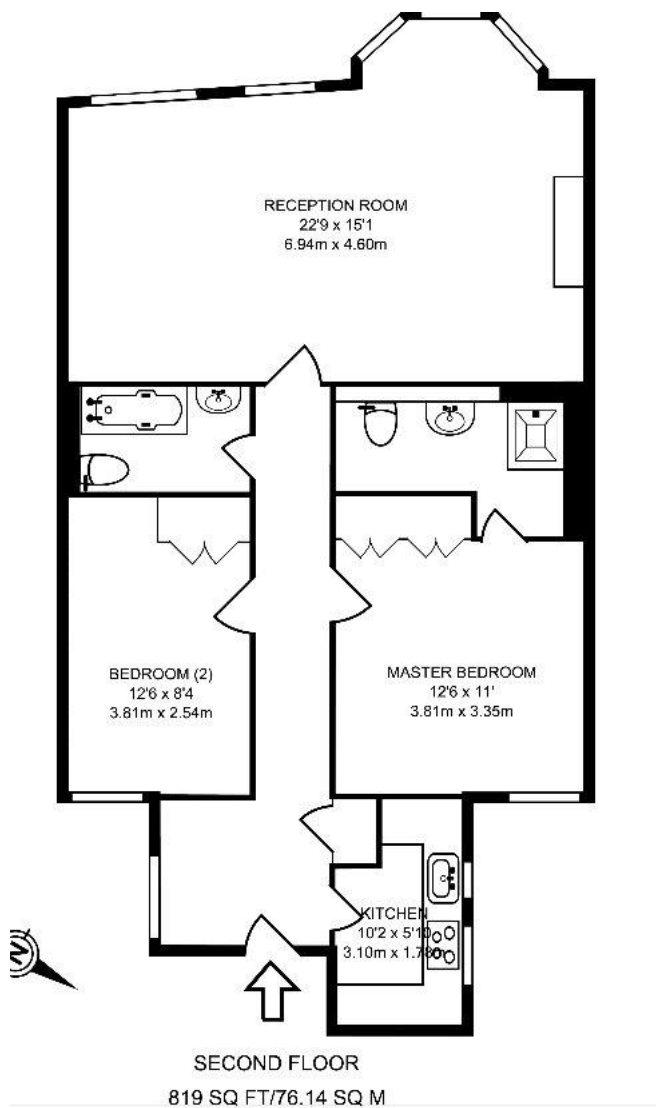 RECEPTION ROOM
22'9 x 15'1
6.94m x 4.60m
BEDROOM (2)
12'6 x 8'4
3.81m x 2.54m
MASTER BEDROOM
12'6 x 11'
3.81m x 3.35m
KITCHEN
10'2 x 5'10
3.10m x 1.78m
N
SECOND FLOOR
819 SQ FT/76.14 SQ M